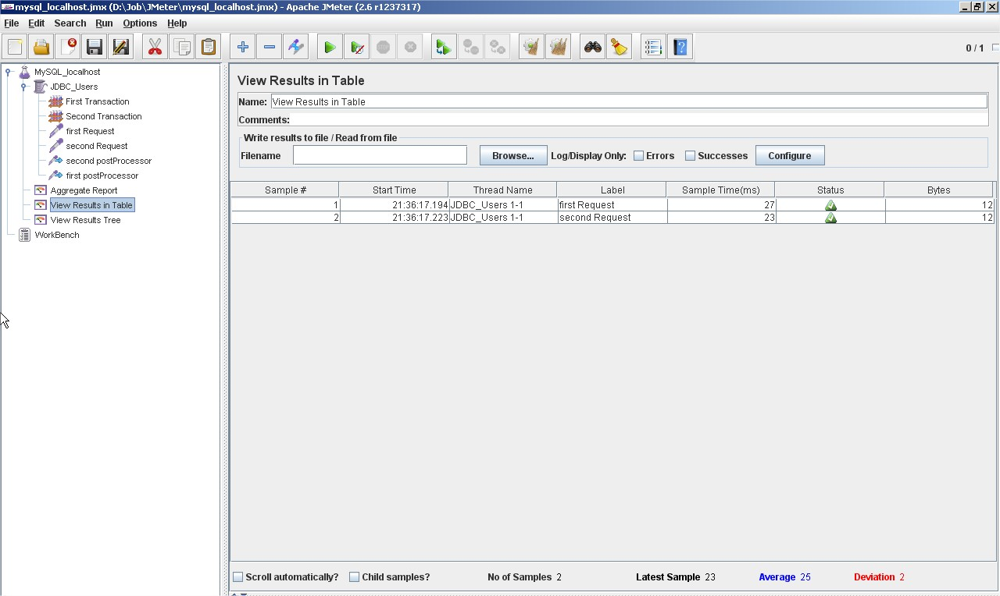 mysql_localhost.jmx (D:\Job\JMeter\mysql_localhost.jmx) - Apache JMeter (2.6 r1237317)
File Edit Search Run Options Help
0 / 1
MySQL_localhost
JDBC_Users
First Transaction
Second Transaction
first Request
second Request
second postProcessor
first postProcessor
Aggregate Report
View Results in Table
View Results Tree
WorkBench
View Results in Table
Name: View Results in Table
Comments:
Write results to file / Read from file
Filename Browse... Log/Display Only: Errors Successes Configure
Sample # Start Time Thread Name Label Sample Time(ms) Status Bytes
1 21:36:17.194 JDBC_Users 1-1 first Request 27 12
2 21:36:17.223 JDBC_Users 1-1 second Request 23 12
Scroll automatically? Child samples? No of Samples 2 Latest Sample 23 Average 25 Deviation 2